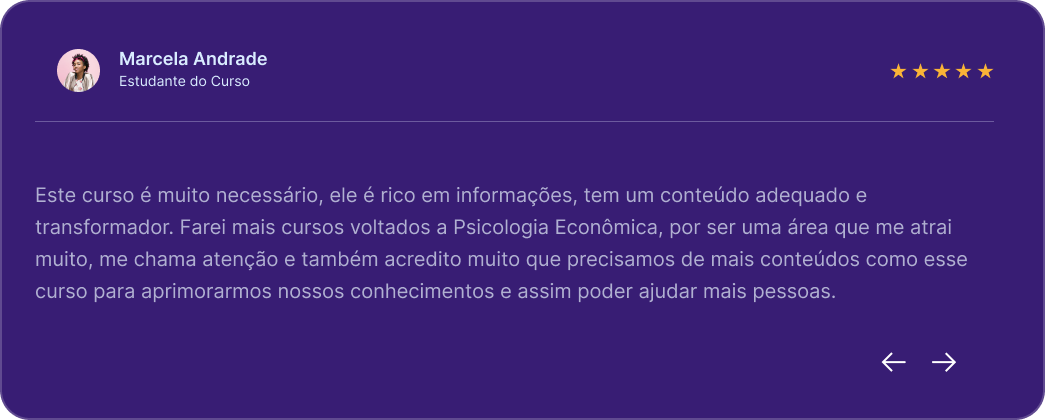 Marcela Andrade
Estudante do Curso
Este curso é muito necessário, ele é rico em informações, tem um conteúdo adequado e
transformador. Farei mais cursos voltados a Psicologia Econômica, por ser uma área que me atrai
muito, me chama atenção e também acredito muito que precisamos de mais conteúdos como esse
curso para aprimorarmos nossos conhecimentos e assim poder ajudar mais pessoas.